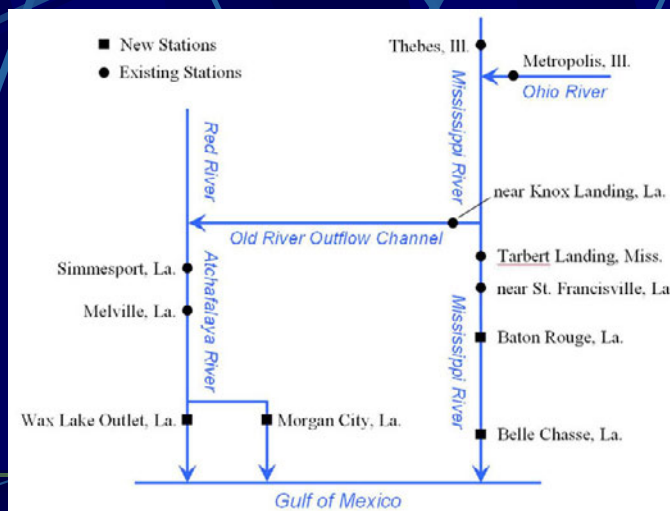 New Stations
Existing Stations
Thebes, Ill.
Metropolis, Ill.
Ohio River
Mississippi River
Red River
near Knox Landing, La.
Old River Outflow Channel
Simmesport, La.
Tarbert Landing, Miss.
Atchafalaya River
near St. Francisville, La
Melville, La.
Mississippi River
Baton Rouge, La.
Wax Lake Outlet, La.
Morgan City, La.
Belle Chasse, La.
Gulf of Mexico